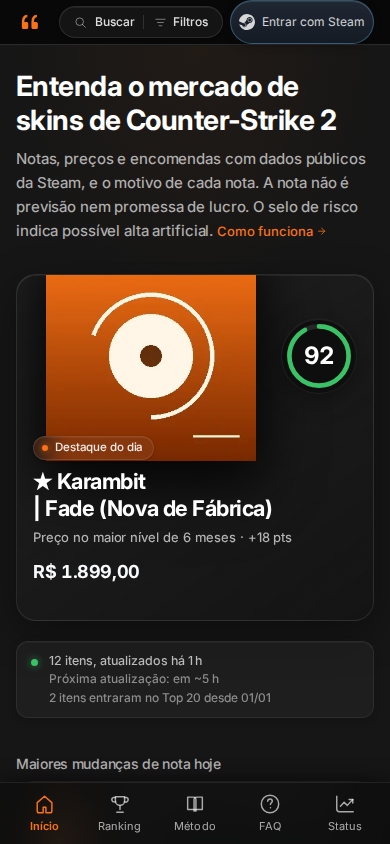 Buscar
Filtros
Entrar com Steam
Entenda o mercado de
skins de Counter-Strike 2
Notas, preços e encomendas com dados públicos
da Steam, e o motivo de cada nota. A nota não é
previsão nem promessa de lucro. O selo de risco
indica possível alta artificial. Como funciona →
92
Destaque do dia
★ Karambit
| Fade (Nova de Fábrica)
Preço no maior nível de 6 meses · +18 pts
R$ 1.899,00
12 itens, atualizados há 1 h
Próxima atualização: em ~5 h
2 itens entraram no Top 20 desde 01/01
Maiores mudanças de nota hoje
Início
Ranking
Método
FAQ
Status